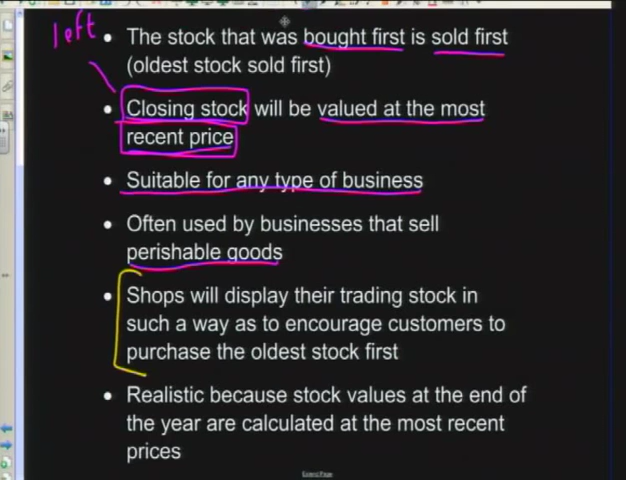 left
• The stock that was bought first is sold first
(oldest stock sold first)
• Closing stock will be valued at the most
recent price
• Suitable for any type of business
• Often used by businesses that sell
perishable goods
• Shops will display their trading stock in
such a way as to encourage customers to
purchase the oldest stock first
• Realistic because stock values at the end of
the year are calculated at the most recent
prices
Extend Page